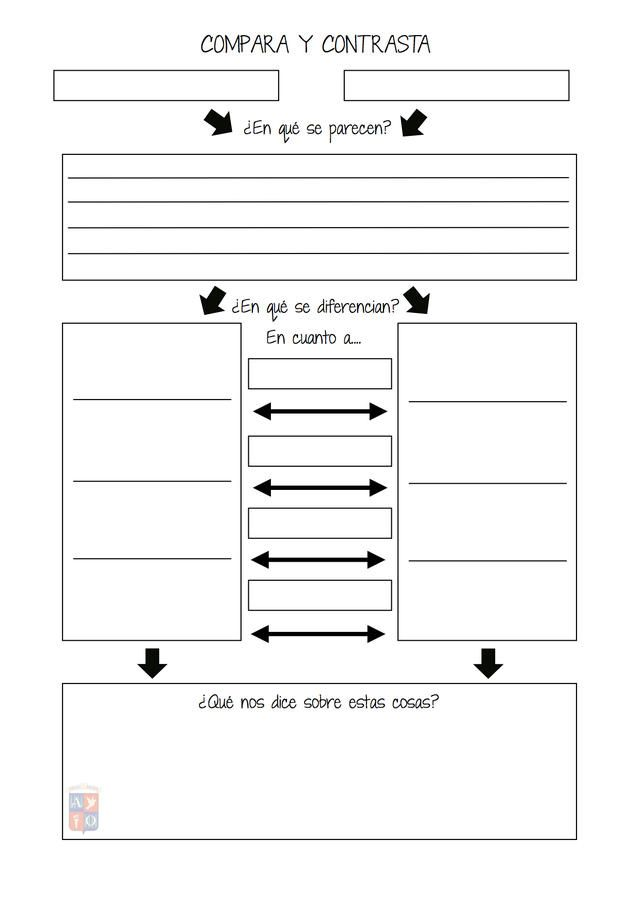 COMPARA Y CONTRASTA
¿En qué se parecen?
¿En qué se diferencian?
En cuanto a....
¿Qué nos dice sobre estas cosas?
A
O